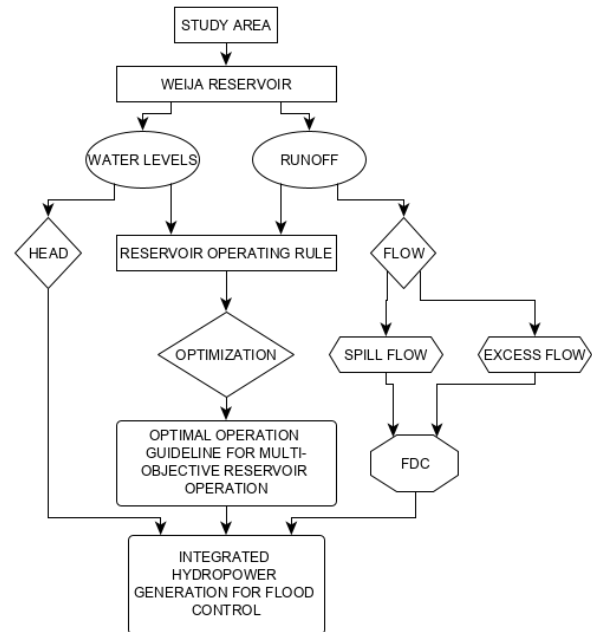 STUDY AREA
WEIJA RESERVOIR
WATER LEVELS
RUNOFF
HEAD
RESERVOIR OPERATING RULE
FLOW
OPTIMIZATION
SPILL FLOW
EXCESS FLOW
OPTIMAL OPERATION
GUIDELINE FOR MULTI-
OBJECTIVE RESERVOIR
OPERATION
FDC
INTEGRATED
HYDROPOWER
GENERATION FOR FLOOD
CONTROL